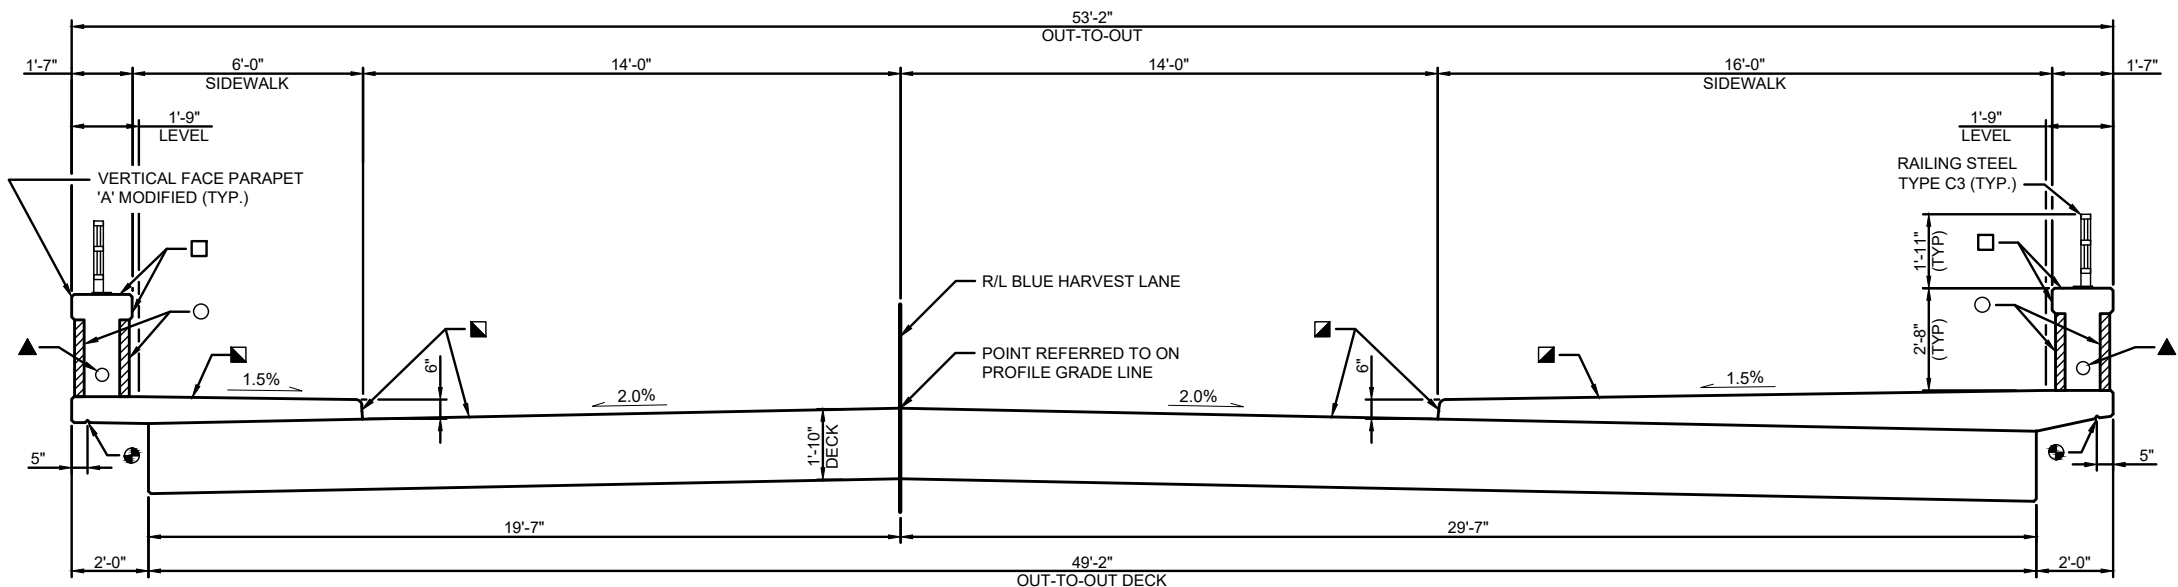 53'-2"
OUT-TO-OUT
1'-7"
6'-0"
SIDEWALK
14'-0"
14'-0"
16'-0"
SIDEWALK
1'-7"
1'-9"
LEVEL
1'-9"
LEVEL
VERTICAL FACE PARAPET
'A' MODIFIED (TYP.)
RAILING STEEL
TYPE C3 (TYP.)
1'-11"
(TYP)
R/L BLUE HARVEST LANE
2'-8"
(TYP)
POINT REFERRED TO ON
PROFILE GRADE LINE
1.5%
6"
2.0%
2.0%
6"
1.5%
1'-10"
DECK
5"
5"
19'-7"
29'-7"
2'-0"
49'-2"
OUT-TO-OUT DECK
2'-0"